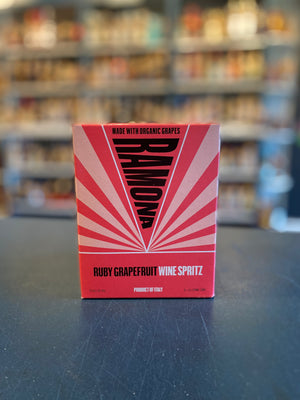 MADE WITH ORGANIC GRAPES
RAMONA
RUBY GRAPEFRUIT WINE SPRITZ
PRODUCT OF ITALY